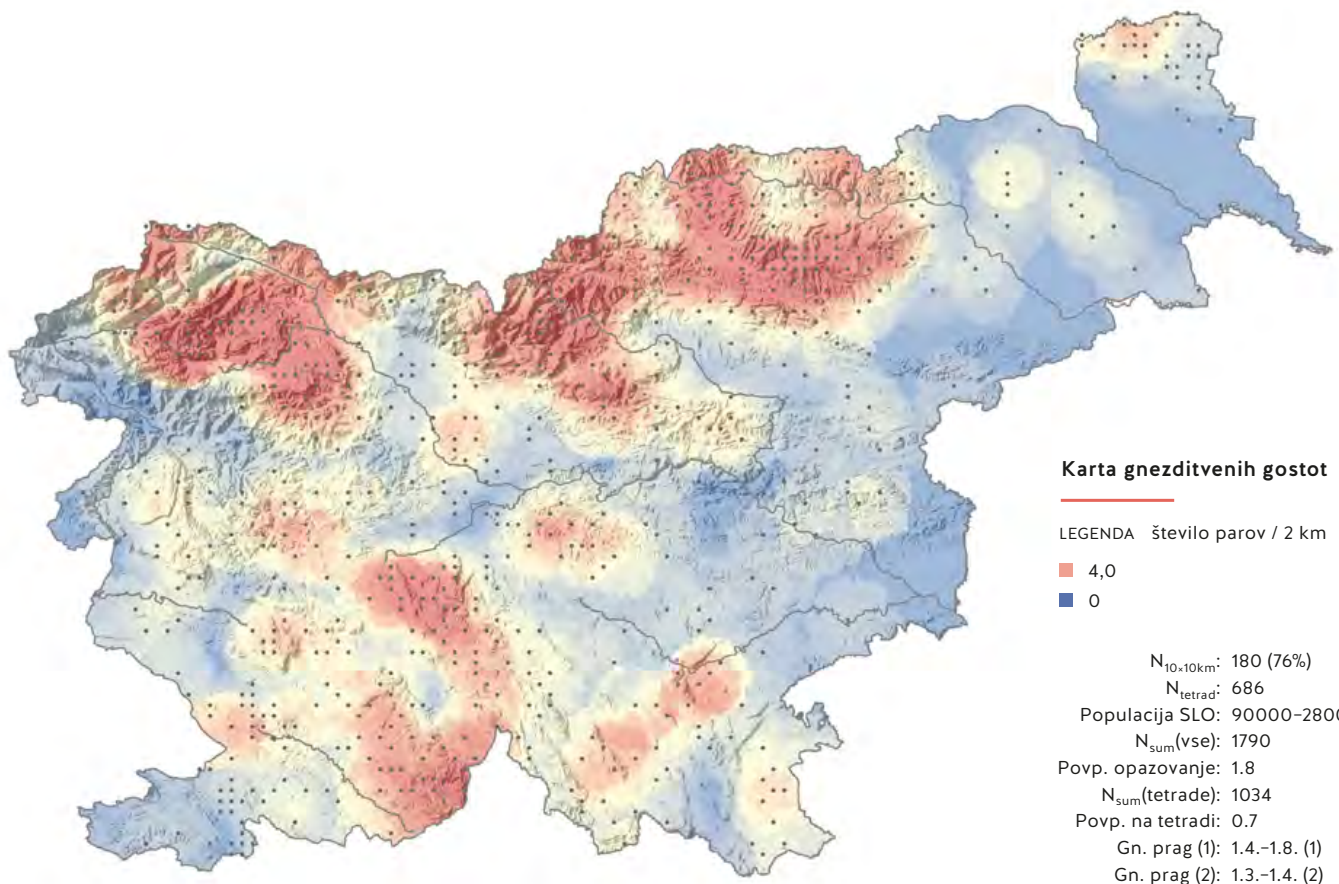 Karta gnezditvenih gostot
LEGENDA število parov / 2 km
4,0
0
N10×10km: 180 (76%)
Ntetrad: 686
Populacija SLO: 90000–2800
Nsum(vse): 1790
Povp. opazovanje: 1.8
Nsum(tetrade): 1034
Povp. na tetradi: 0.7
Gn. prag (1): 1.4.–1.8. (1)
Gn. prag (2): 1.3.–1.4. (2)